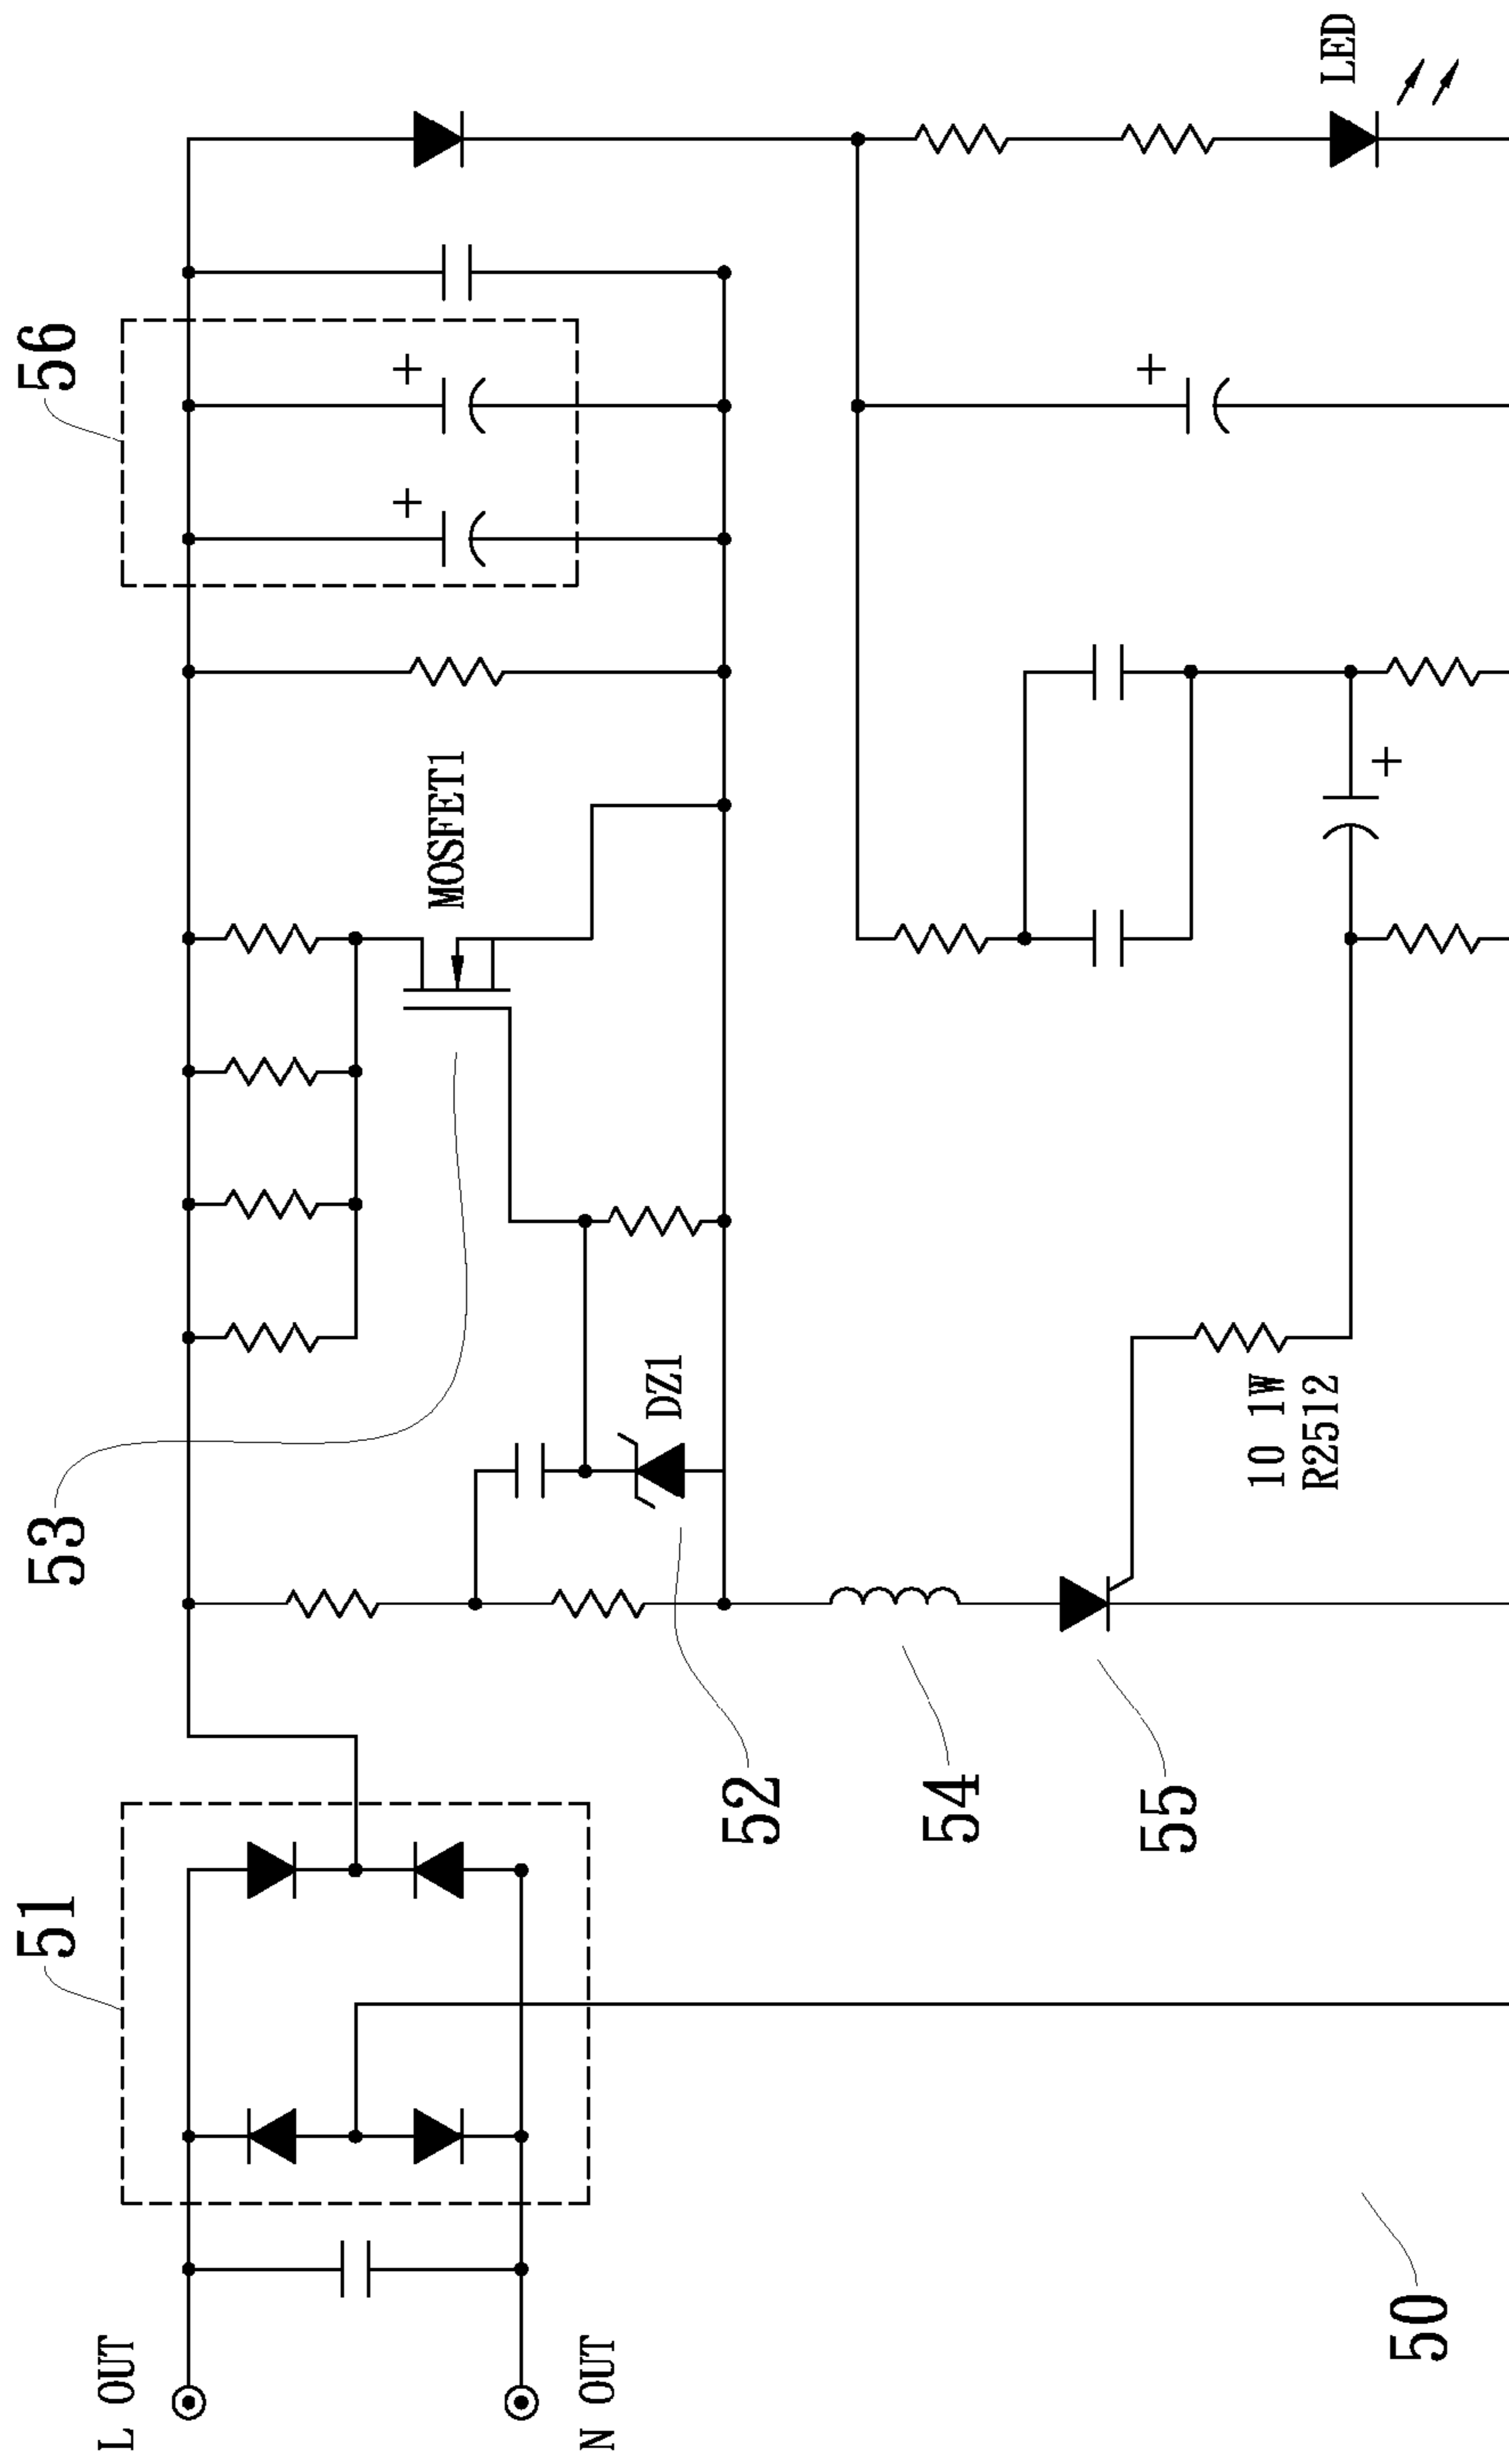 56
LED
MOSFET1
53
DZ1
10 1W
R2512
51
52
54
55
50
L OUT
N OUT